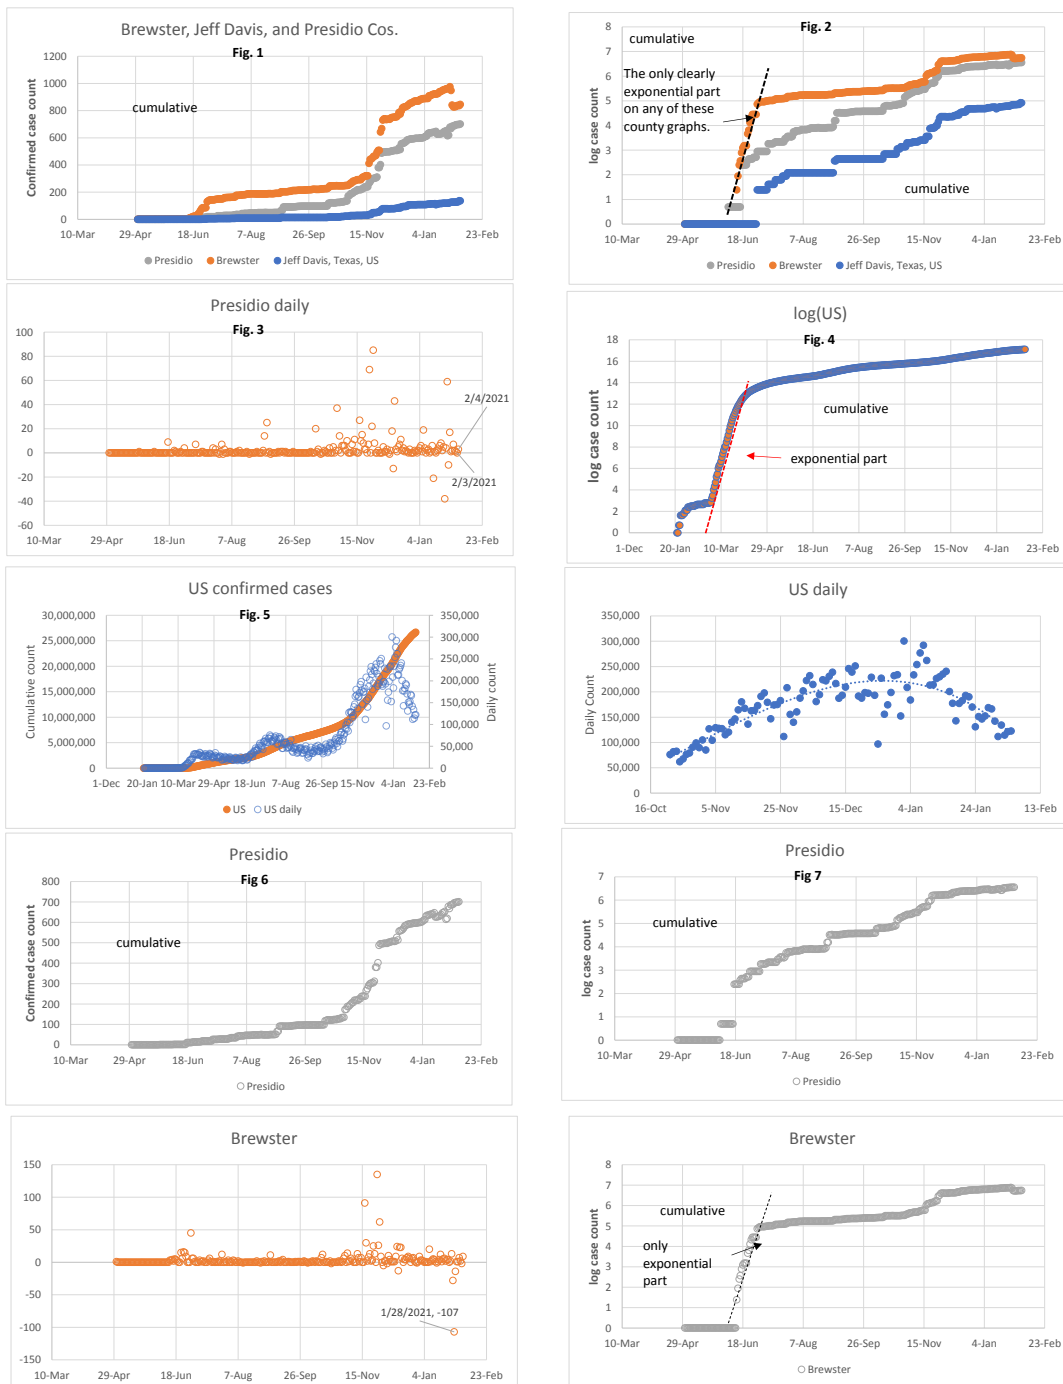 Brewster, Jeff Davis, and Presidio Cos.
Fig. 1
1200
1000
800
600
400
200
0
Confirmed case count
cumulative
10-Mar 29-Apr 18-Jun 7-Aug 26-Sep 15-Nov 4-Jan 23-Feb
Presidio Brewster Jeff Davis, Texas, US
Fig. 2
8
7
6
5
4
3
2
1
0
log case count
cumulative
The only clearly
exponential part
on any of these
county graphs.
cumulative
10-Mar 29-Apr 18-Jun 7-Aug 26-Sep 15-Nov 4-Jan 23-Feb
Presidio Brewster Jeff Davis, Texas, US
Presidio daily
Fig. 3
100
80
60
40
20
0
-20
-40
-60
2/4/2021
2/3/2021
10-Mar 29-Apr 18-Jun 7-Aug 26-Sep 15-Nov 4-Jan 23-Feb
log(US)
Fig. 4
18
16
14
12
10
8
6
4
2
0
log case count
cumulative
exponential part
1-Dec 20-Jan 10-Mar 29-Apr 18-Jun 7-Aug 26-Sep 15-Nov 4-Jan 23-Feb
US confirmed cases
Fig. 5
30,000,000
25,000,000
20,000,000
15,000,000
10,000,000
5,000,000
0
Cumulative count
350,000
300,000
250,000
200,000
150,000
100,000
50,000
0
Daily count
1-Dec 20-Jan 10-Mar 29-Apr 18-Jun 7-Aug 26-Sep 15-Nov 4-Jan 23-Feb
US US daily
US daily
350,000
300,000
250,000
200,000
150,000
100,000
50,000
0
Daily Count
16-Oct 5-Nov 25-Nov 15-Dec 4-Jan 24-Jan 13-Feb
Presidio
Fig 6
800
700
600
500
400
300
200
100
0
Confirmed case count
cumulative
10-Mar 29-Apr 18-Jun 7-Aug 26-Sep 15-Nov 4-Jan 23-Feb
Presidio
Presidio
Fig 7
7
6
5
4
3
2
1
0
log case count
cumulative
10-Mar 29-Apr 18-Jun 7-Aug 26-Sep 15-Nov 4-Jan 23-Feb
Presidio
Brewster
150
100
50
0
-50
-100
-150
1/28/2021, -107
10-Mar 29-Apr 18-Jun 7-Aug 26-Sep 15-Nov 4-Jan 23-Feb
Brewster
8
7
6
5
4
3
2
1
0
log case count
cumulative
only
exponential
part
10-Mar 29-Apr 18-Jun 7-Aug 26-Sep 15-Nov 4-Jan 23-Feb
Brewster